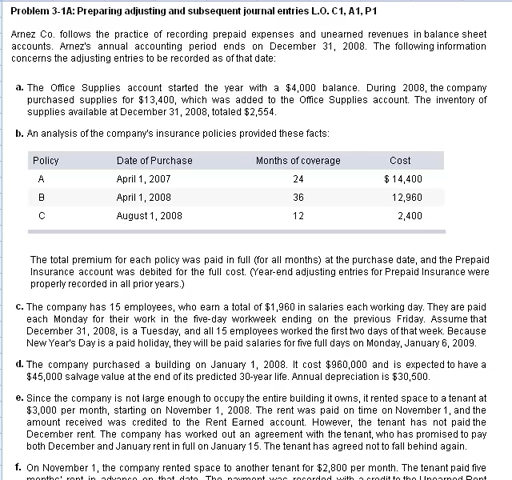 Problem 3-1A: Preparing adjusting and subsequent journal entries L.O. C1, A1, P1
Arnez Co. follows the practice of recording prepaid expenses and unearned revenues in balance sheet
accounts. Arnez's annual accounting period ends on December 31, 2008. The following information
concerns the adjusting entries to be recorded as of that date:
a. The Office Supplies account started the year with a $4,000 balance. During 2008, the company
purchased supplies for $13,400, which was added to the Office Supplies account. The inventory of
supplies available at December 31, 2008, totaled $2,554.
b. An analysis of the company's insurance policies provided these facts:
Policy Date of Purchase Months of coverage Cost
A April 1, 2007 24 $ 14,400
B April 1, 2008 36 12,960
C August 1, 2008 12 2,400
The total premium for each policy was paid in full (for all months) at the purchase date, and the Prepaid
Insurance account was debited for the full cost. (Year-end adjusting entries for Prepaid Insurance were
properly recorded in all prior years.)
c. The company has 15 employees, who earn a total of $1,960 in salaries each working day. They are paid
each Monday for their work in the five-day workweek ending on the previous Friday. Assume that
December 31, 2008, is a Tuesday, and all 15 employees worked the first two days of that week. Because
New Year's Day is a paid holiday, they will be paid salaries for five full days on Monday, January 6, 2009.
d. The company purchased a building on January 1, 2008. It cost $960,000 and is expected to have a
$45,000 salvage value at the end of its predicted 30-year life. Annual depreciation is $30,500.
e. Since the company is not large enough to occupy the entire building it owns, it rented space to a tenant at
$3,000 per month, starting on November 1, 2008. The rent was paid on time on November 1, and the
amount received was credited to the Rent Earned account. However, the tenant has not paid the
December rent. The company has worked out an agreement with the tenant, who has promised to pay
both December and January rent in full on January 15. The tenant has agreed not to fall behind again.
f. On November 1, the company rented space to another tenant for $2,800 per month. The tenant paid five
months' rent in advance on that date. The payment was recorded with a credit to the Unearned Rent